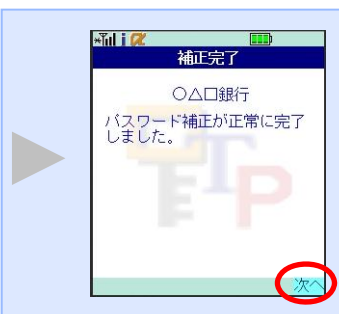 i α
補正完了
○△□銀行
パスワード補正が正常に完了
しました。
TP
次へ